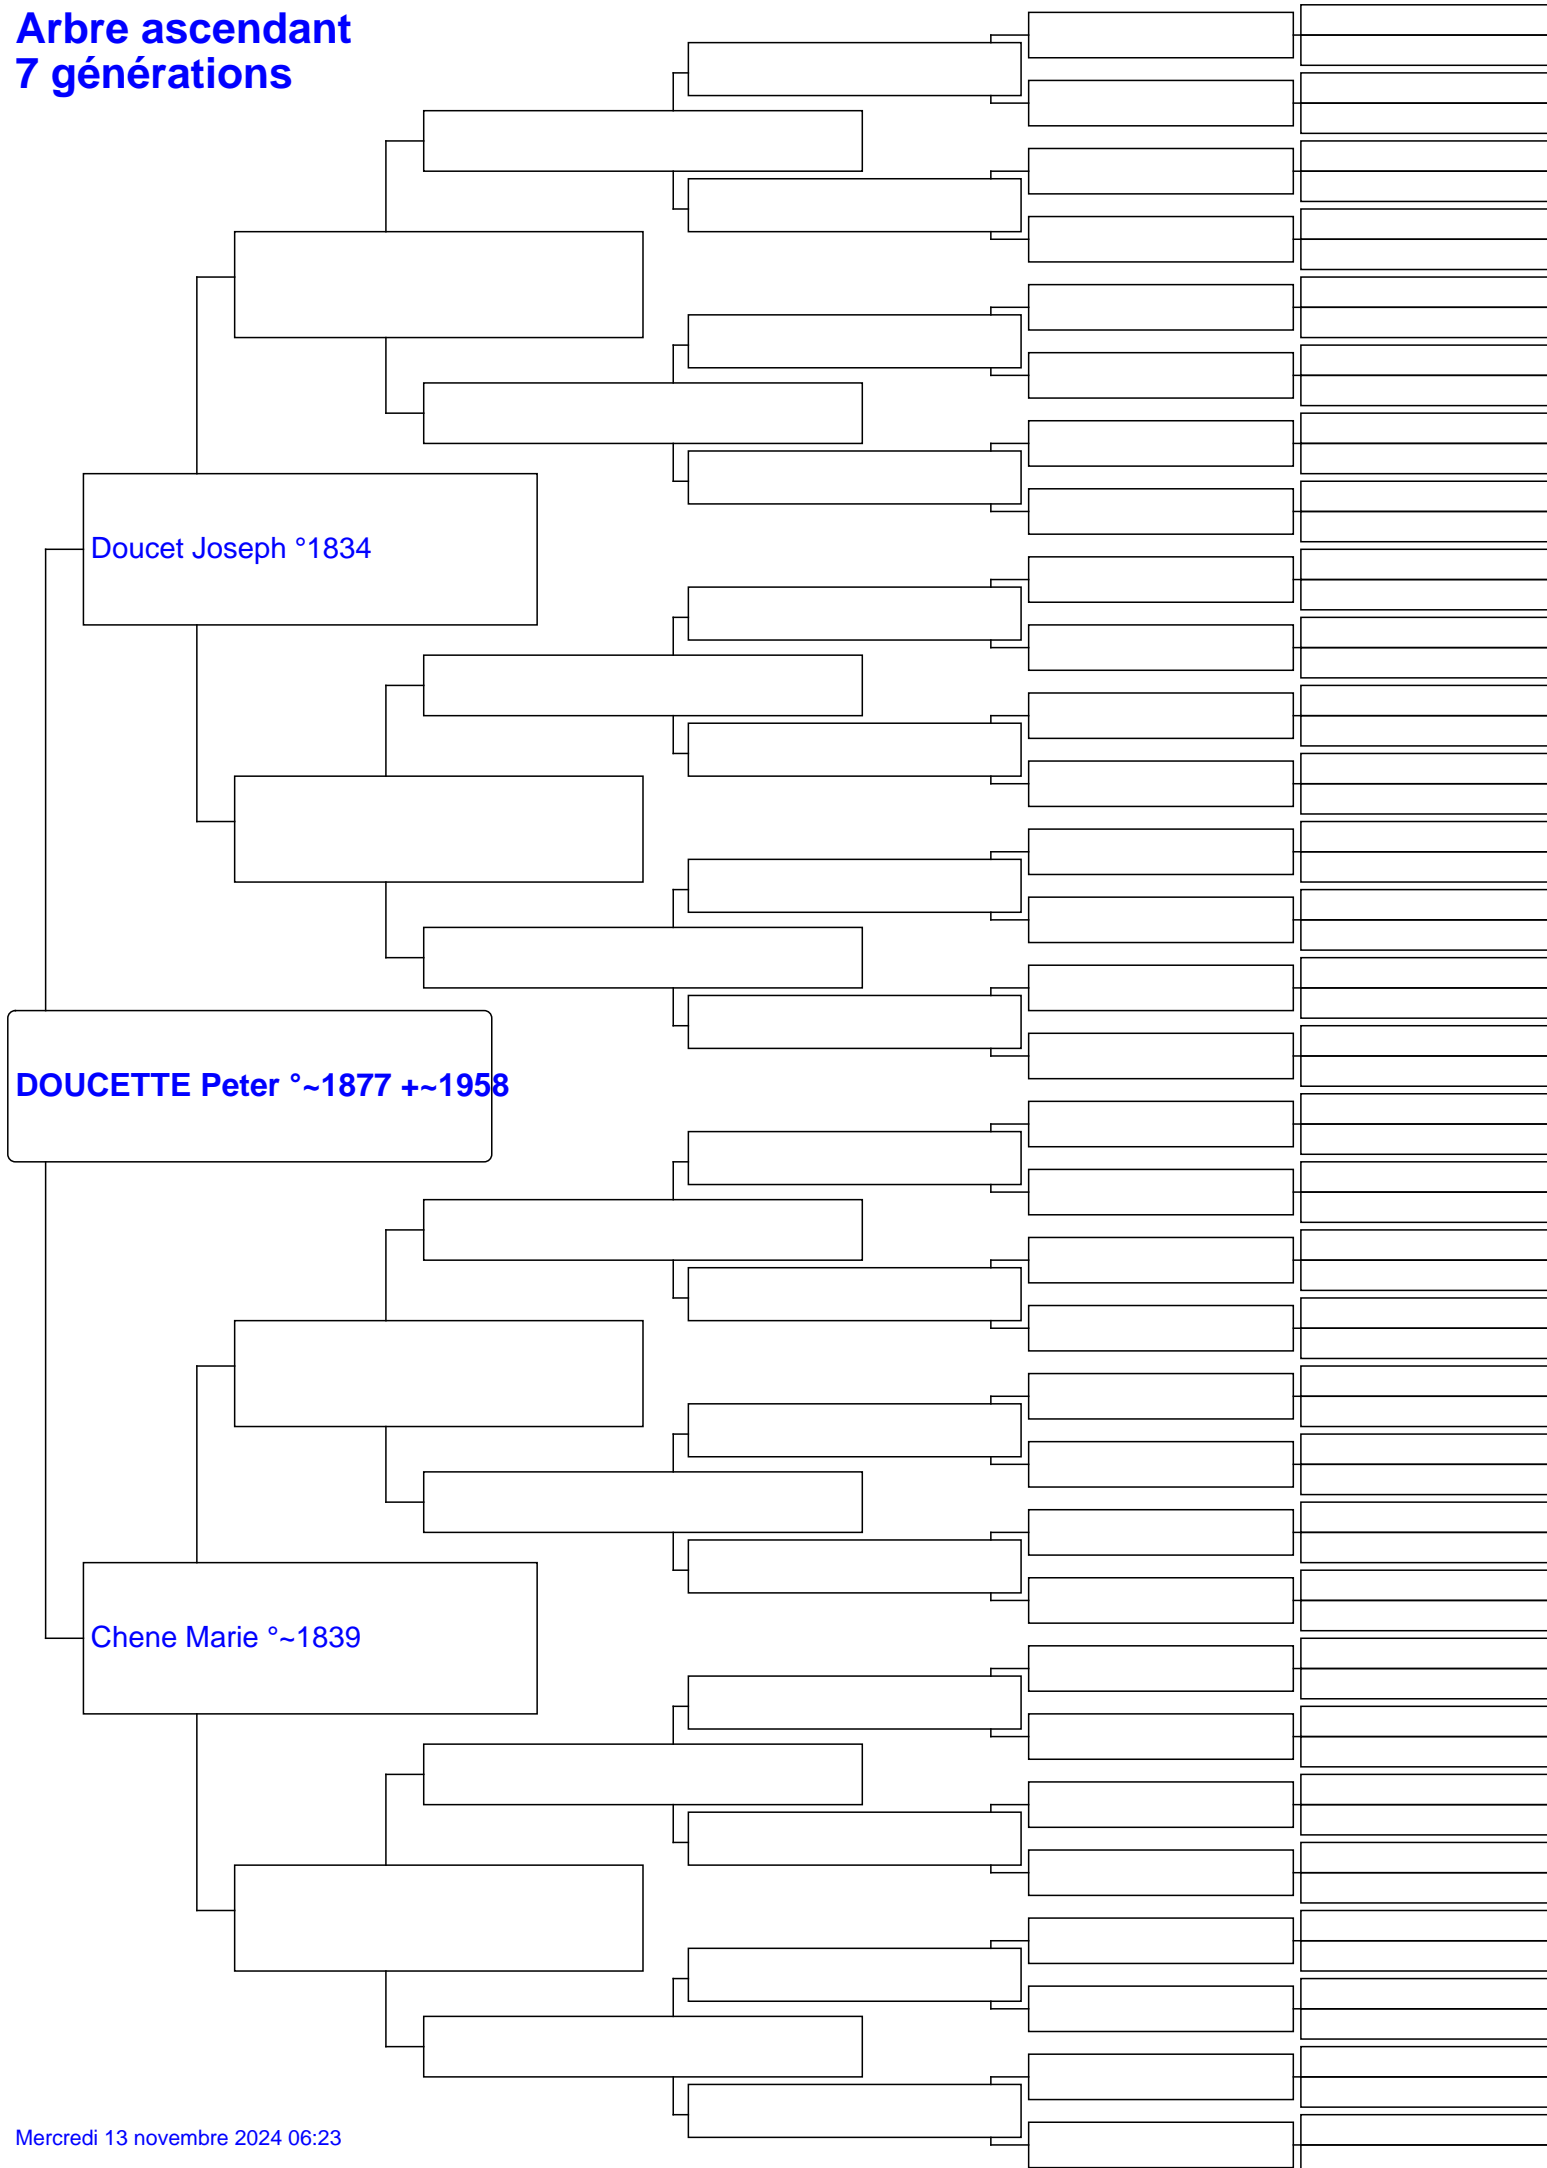 Arbre ascendant
7 générations
Doucet Joseph °1834
DOUCETTE Peter °~1877 +~1958
Chene Marie °~1839
Mercredi 13 novembre 2024 06:23